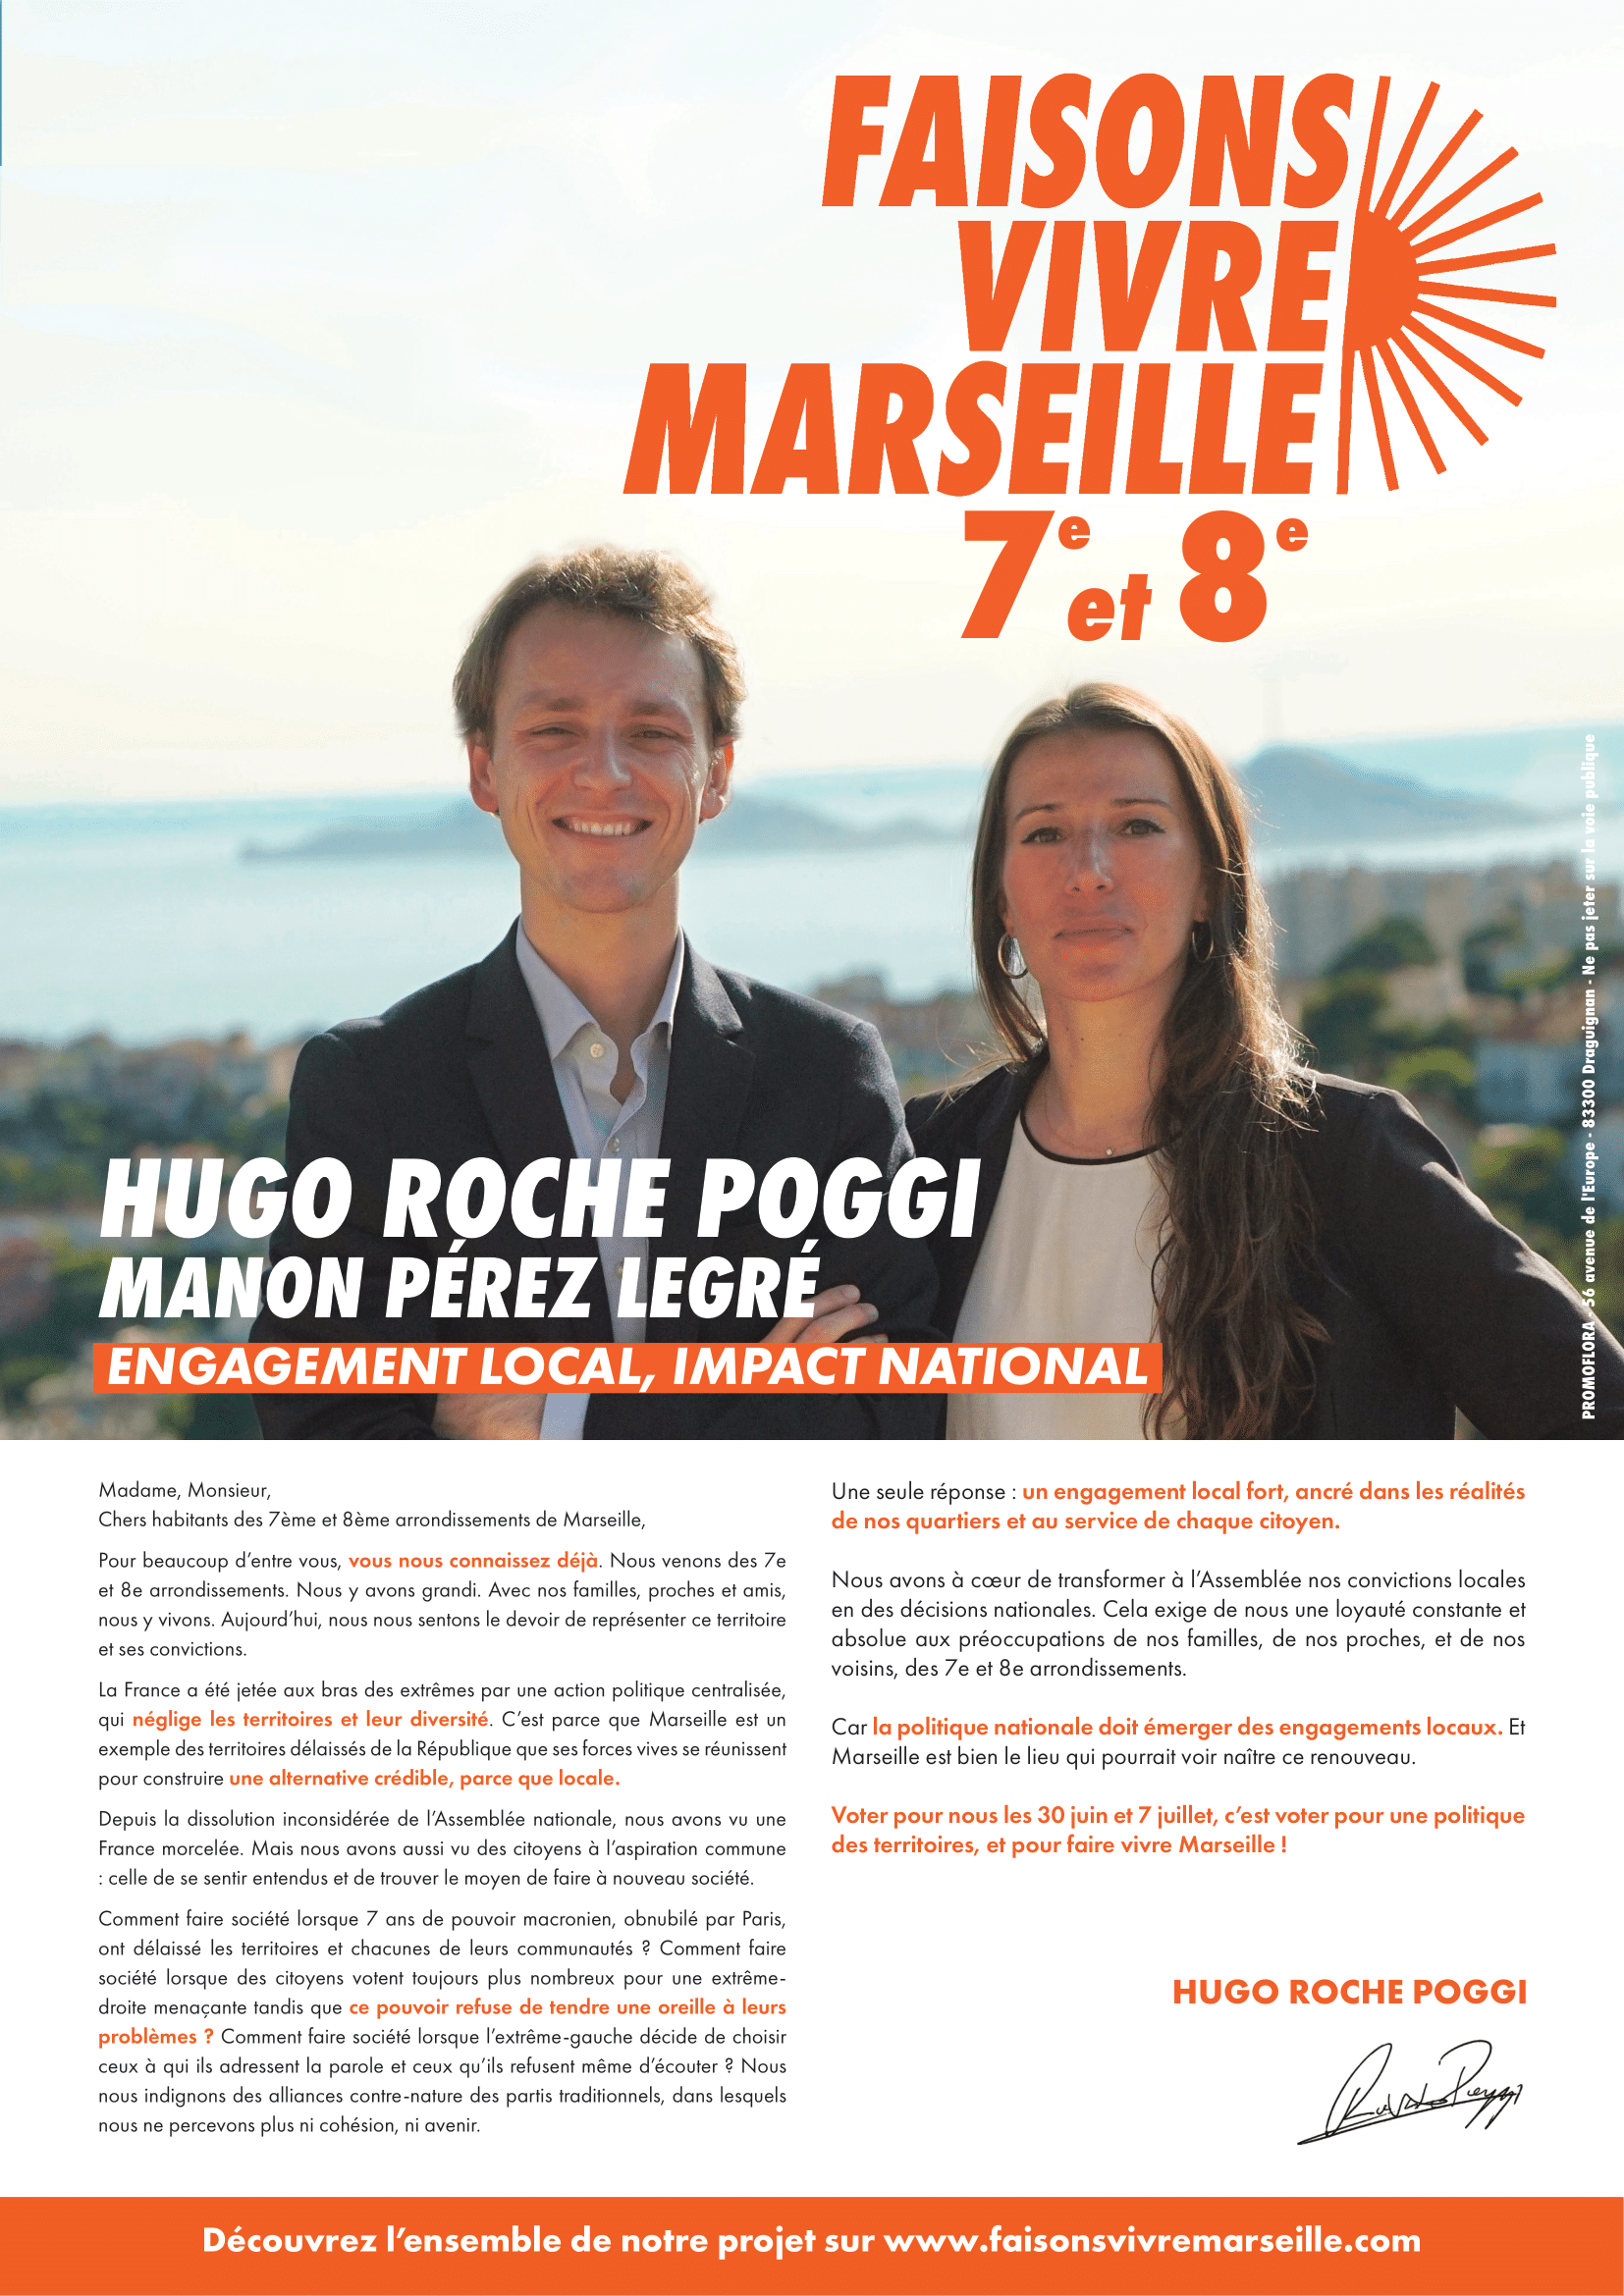 FAISONS
VIVRE
MARSEILLE
7e et 8e
HUGO ROCHE POGGI
MANON PÉREZ LEGRÉ
ENGAGEMENT LOCAL, IMPACT NATIONAL
PROMOFLORA - 56 avenue de l'Europe - 83300 Draguignan - Ne pas jeter sur la voie publique
Madame, Monsieur,
Chers habitants des 7ème et 8ème arrondissements de Marseille,
Pour beaucoup d’entre vous, vous nous connaissez déjà. Nous venons des 7e
et 8e arrondissements. Nous y avons grandi. Avec nos familles, proches et amis,
nous y vivons. Aujourd’hui, nous nous sentons le devoir de représenter ce territoire
et ses convictions.
La France a été jetée aux bras des extrêmes par une action politique centralisée,
qui néglige les territoires et leur diversité. C’est parce que Marseille est un
exemple des territoires délaissés de la République que ses forces vives se réunissent
pour construire une alternative crédible, parce que locale.
Depuis la dissolution inconsidérée de l’Assemblée nationale, nous avons vu une
France morcelée. Mais nous avons aussi vu des citoyens à l’aspiration commune
: celle de se sentir entendus et de trouver le moyen de faire à nouveau société.
Comment faire société lorsque 7 ans de pouvoir macronien, obnubilé par Paris,
ont délaissé les territoires et chacunes de leurs communautés ? Comment faire
société lorsque des citoyens votent toujours plus nombreux pour une extrême-
droite menaçante tandis que ce pouvoir refuse de tendre une oreille à leurs
problèmes ? Comment faire société lorsque l’extrême-gauche décide de choisir
ceux à qui ils adressent la parole et ceux qu’ils refusent même d’écouter ? Nous
nous indignons des alliances contre-nature des partis traditionnels, dans lesquels
nous ne percevons plus ni cohésion, ni avenir.
Une seule réponse : un engagement local fort, ancré dans les réalités
de nos quartiers et au service de chaque citoyen.
Nous avons à cœur de transformer à l’Assemblée nos convictions locales
en des décisions nationales. Cela exige de nous une loyauté constante et
absolue aux préoccupations de nos familles, de nos proches, et de nos
voisins, des 7e et 8e arrondissements.
Car la politique nationale doit émerger des engagements locaux. Et
Marseille est bien le lieu qui pourrait voir naître ce renouveau.
Voter pour nous les 30 juin et 7 juillet, c’est voter pour une politique
des territoires, et pour faire vivre Marseille !
HUGO ROCHE POGGI
Découvrez l’ensemble de notre projet sur www.faisonsvivremarseille.com